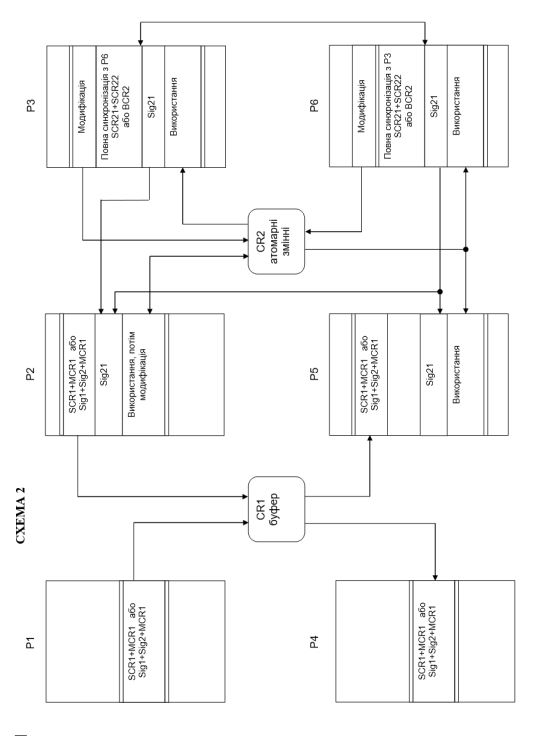 СХЕМА 2
P1
SCR1+MCR1 або
Sig1+Sig2+MCR1
P2
SCR1+MCR1 або
Sig1+Sig2+MCR1
Sig21
Використання, потім
модифікація
P3
Модифікація
Повна синхронізація з P6
SCR21+SCR22
або BCR2
Sig21
Використання
CR1
буфер
CR2
атомарні
змінні
P4
SCR1+MCR1 або
Sig1+Sig2+MCR1
P5
SCR1+MCR1 або
Sig1+Sig2+MCR1
Sig21
Використання
P6
Модифікація
Повна синхронізація з P3
SCR21+SCR22
або BCR2
Sig21
Використання